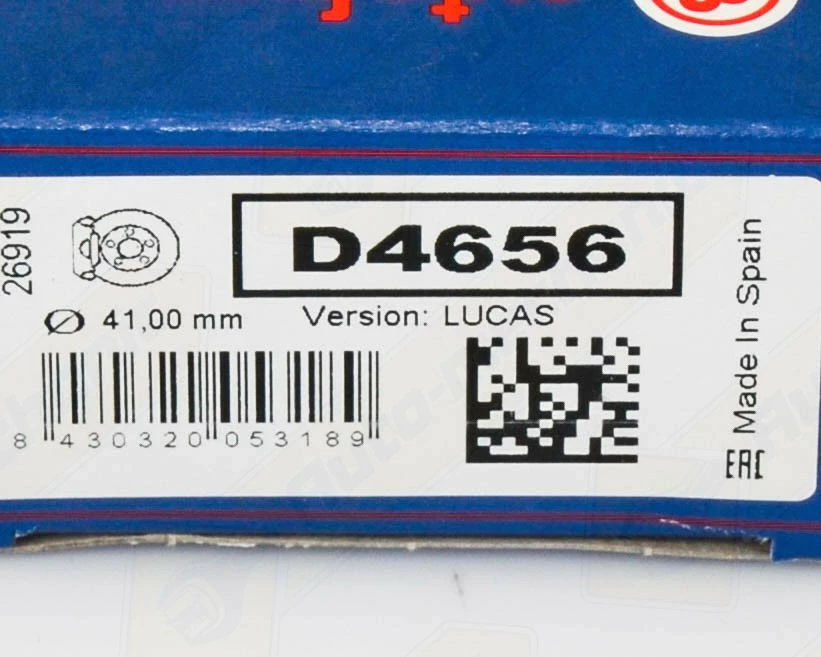 26919
D4656
Ø 41,00 mm
Version: LUCAS
8 430320 053189
Made In Spain
EAC